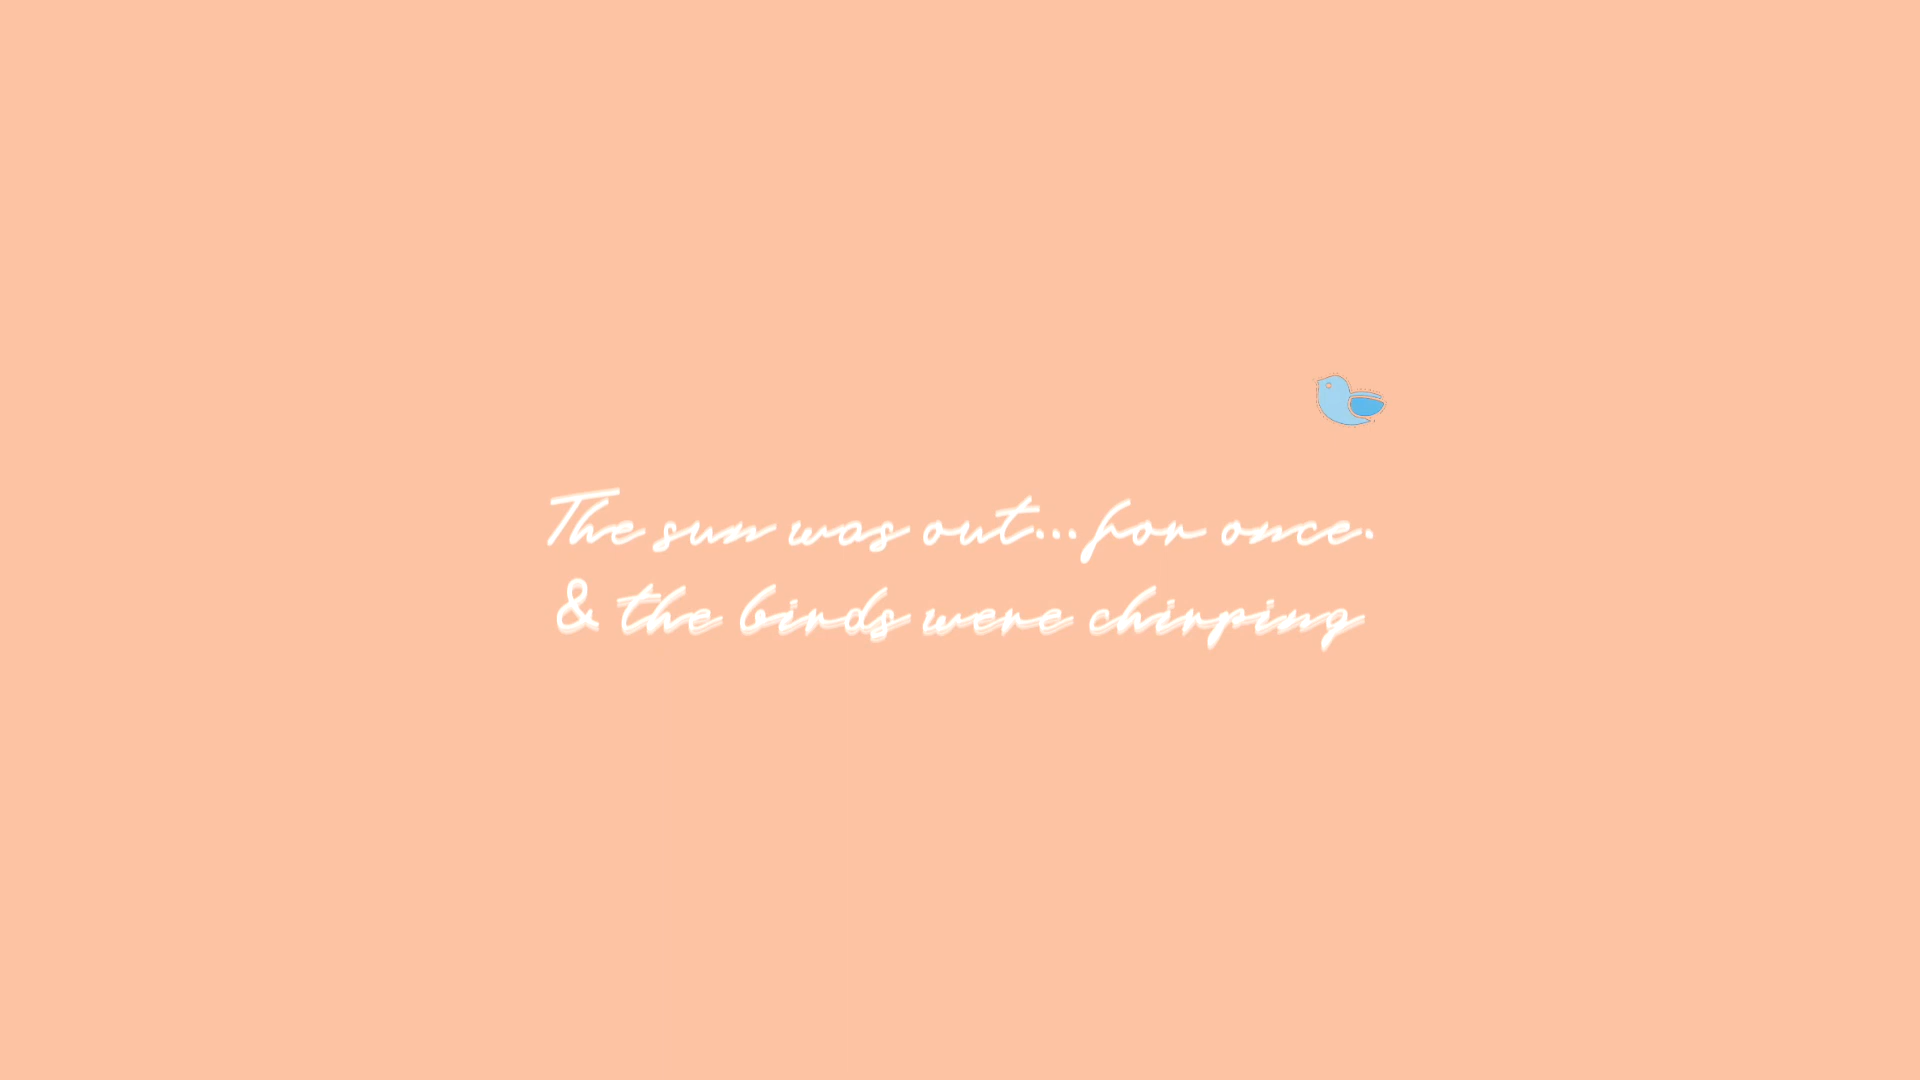 The sun was out... for once.
& the birds were chirping